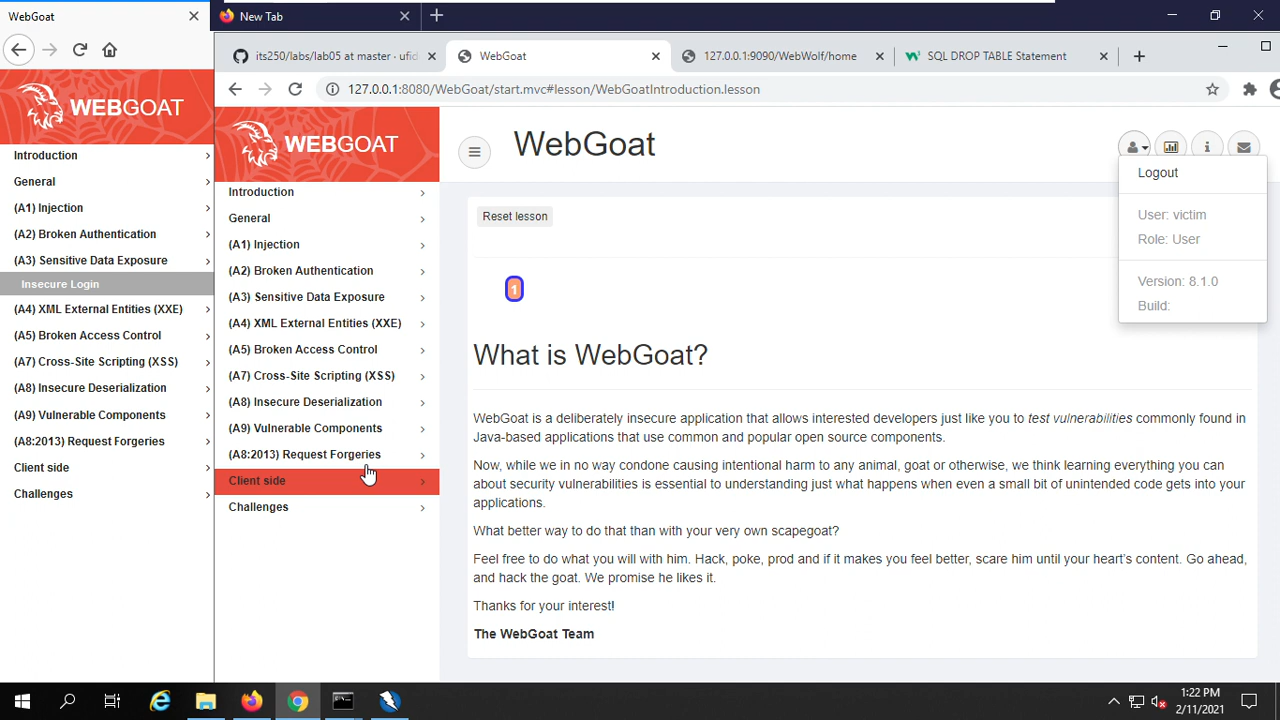 WebGoat
New Tab
its250/labs/lab05 at master · ufid
WebGoat
127.0.0.1:9090/WebWolf/home
SQL DROP TABLE Statement
127.0.0.1:8080/WebGoat/start.mvc#lesson/WebGoatIntroduction.lesson
WEBGOAT
Introduction
General
(A1) Injection
(A2) Broken Authentication
(A3) Sensitive Data Exposure
Insecure Login
(A4) XML External Entities (XXE)
(A5) Broken Access Control
(A7) Cross-Site Scripting (XSS)
(A8) Insecure Deserialization
(A9) Vulnerable Components
(A8:2013) Request Forgeries
Client side
Challenges
WEBGOAT
Introduction
General
(A1) Injection
(A2) Broken Authentication
(A3) Sensitive Data Exposure
(A4) XML External Entities (XXE)
(A5) Broken Access Control
(A7) Cross-Site Scripting (XSS)
(A8) Insecure Deserialization
(A9) Vulnerable Components
(A8:2013) Request Forgeries
Client side
Challenges
WebGoat
Logout
User: victim
Role: User
Version: 8.1.0
Build:
Reset lesson
1
What is WebGoat?
WebGoat is a deliberately insecure application that allows interested developers just like you to test vulnerabilities commonly found in
Java-based applications that use common and popular open source components.
Now, while we in no way condone causing intentional harm to any animal, goat or otherwise, we think learning everything you can
about security vulnerabilities is essential to understanding just what happens when even a small bit of unintended code gets into your
applications.
What better way to do that than with your very own scapegoat?
Feel free to do what you will with him. Hack, poke, prod and if it makes you feel better, scare him until your heart's content. Go ahead,
and hack the goat. We promise he likes it.
Thanks for your interest!
The WebGoat Team
1:22 PM
2/11/2021